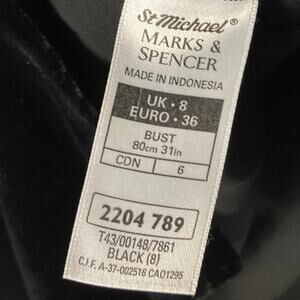 St Michael®
MARKS &
SPENCER
MADE IN INDONESIA
UK • 8
EURO • 36
BUST
80cm 31in
CDN 6
2204 789
T43/00148/7861
BLACK (8)
C.I.F. A-37-002516 CA01295